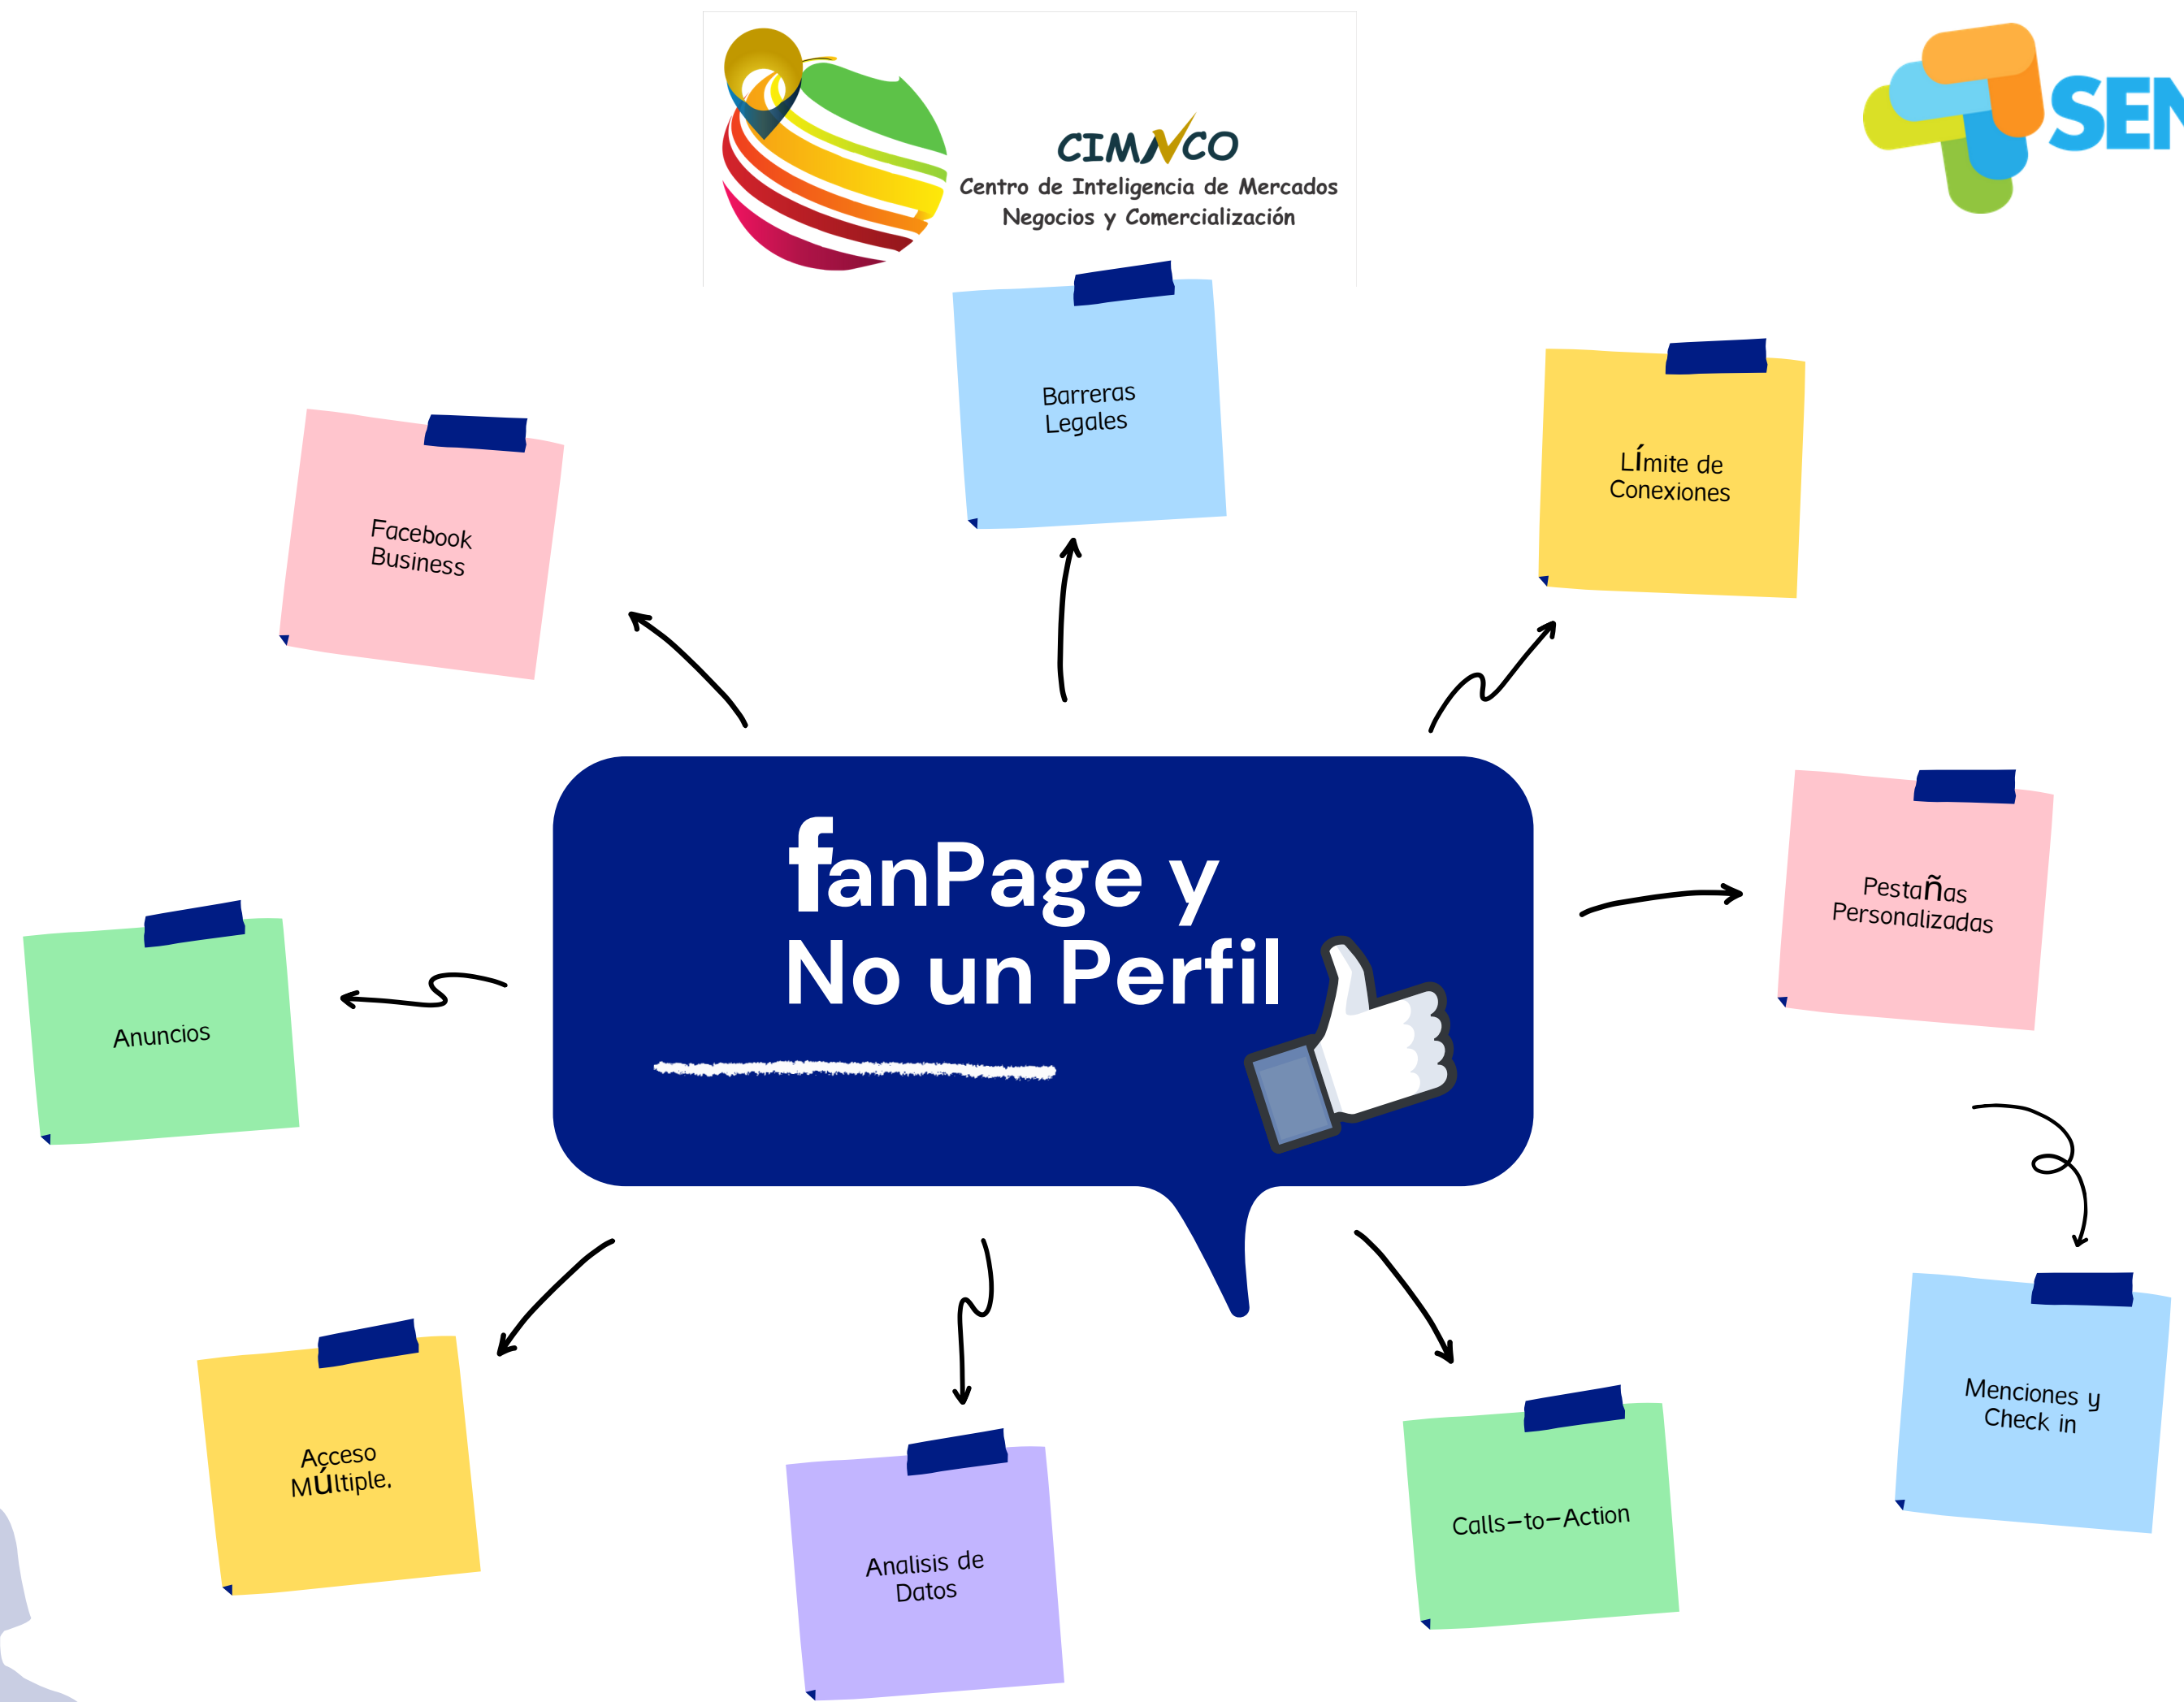 CIMNCO
Centro de Inteligencia de Mercados
Negocios y Comercialización
SEN
Barreras
Legales
Límite de
Conexiones
Facebook
Business
fanPage y
No un Perfil
Pestañas
Personalizadas
Anuncios
Menciones y
Check in
Acceso
Múltiple.
Calls-to-Action
Analisis de
Datos